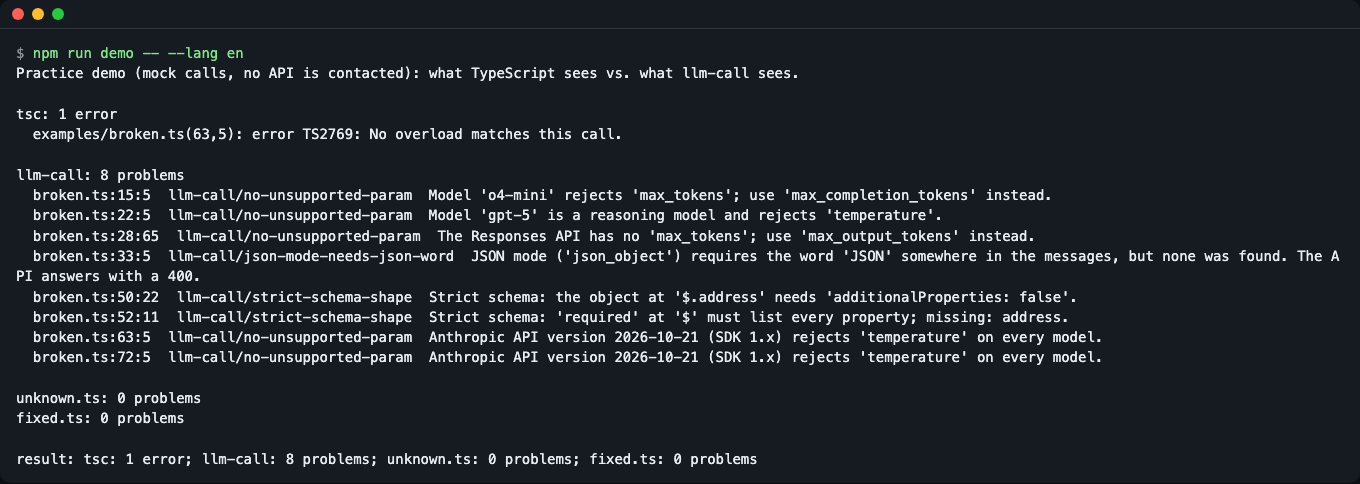 $ npm run demo -- --lang en
Practice demo (mock calls, no API is contacted): what TypeScript sees vs. what llm-call sees.
tsc: 1 error
examples/broken.ts(63,5): error TS2769: No overload matches this call.
llm-call: 8 problems
broken.ts:15:5  llm-call/no-unsupported-param  Model 'o4-mini' rejects 'max_tokens'; use 'max_completion_tokens' instead.
broken.ts:22:5  llm-call/no-unsupported-param  Model 'gpt-5' is a reasoning model and rejects 'temperature'.
broken.ts:28:65  llm-call/no-unsupported-param  The Responses API has no 'max_tokens'; use 'max_output_tokens' instead.
broken.ts:33:5  llm-call/json-mode-needs-json-word  JSON mode ('json_object') requires the word 'JSON' somewhere in the messages, but none was found. The A
PI answers with a 400.
broken.ts:50:22  llm-call/strict-schema-shape  Strict schema: the object at '$.address' needs 'additionalProperties: false'.
broken.ts:52:11  llm-call/strict-schema-shape  Strict schema: 'required' at '$' must list every property; missing: address.
broken.ts:63:5  llm-call/no-unsupported-param  Anthropic API version 2026-10-21 (SDK 1.x) rejects 'temperature' on every model.
broken.ts:72:5  llm-call/no-unsupported-param  Anthropic API version 2026-10-21 (SDK 1.x) rejects 'temperature' on every model.
unknown.ts: 0 problems
fixed.ts: 0 problems
result: tsc: 1 error; llm-call: 8 problems; unknown.ts: 0 problems; fixed.ts: 0 problems